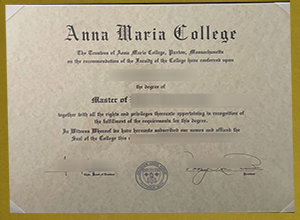 Anna Maria College
The Trustees of Anna Maria College, Paxton, Massachusetts
on the recommendation of the Faculty of the College have conferred upon
the degree of
Master of
together with all the rights and privileges thereunto appertaining in recognition of
the fulfillment of the requirements for this degree.
In Witness Whereof we have hereunto subscribed our names and affixed the
Seal of the College this
President